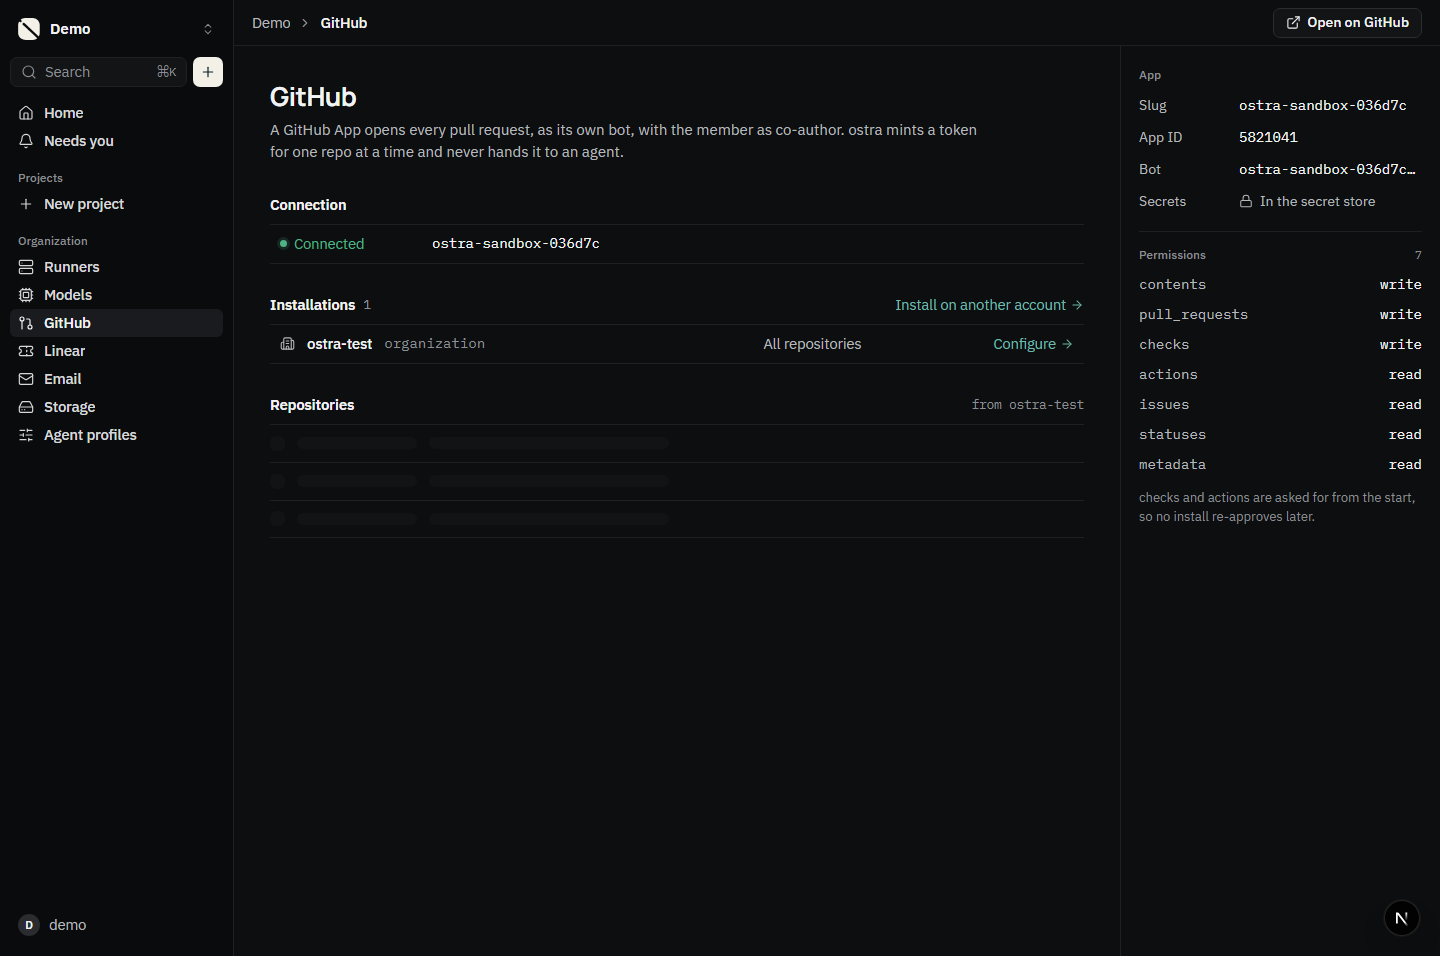 Demo
Search ⌘K
Home
Needs you
Projects
New project
Organization
Runners
Models
GitHub
Linear
Email
Storage
Agent profiles
D demo
Demo > GitHub
Open on GitHub
GitHub
A GitHub App opens every pull request, as its own bot, with the member as co-author. ostra mints a token
for one repo at a time and never hands it to an agent.
Connection
Connected ostra-sandbox-036d7c
Installations 1 Install on another account →
ostra-test organization All repositories Configure →
Repositories from ostra-test
App
Slug ostra-sandbox-036d7c
App ID 5821041
Bot ostra-sandbox-036d7c…
Secrets In the secret store
Permissions 7
contents write
pull_requests write
checks write
actions read
issues read
statuses read
metadata read
checks and actions are asked for from the start,
so no install re-approves later.
N